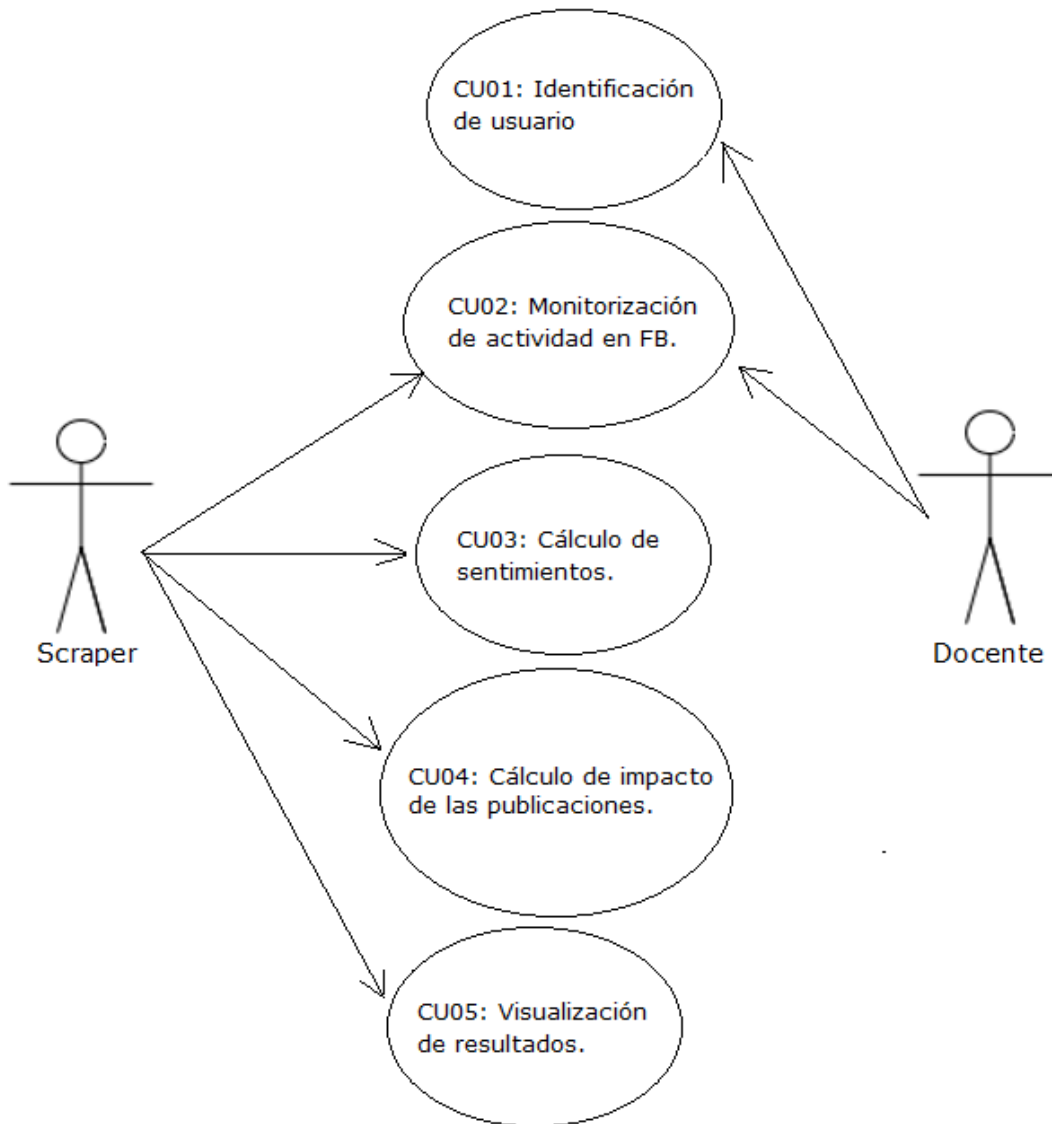 CU01: Identificación
de usuario
CU02: Monitorización
de actividad en FB.
CU03: Cálculo de
sentimientos.
Scraper
Docente
CU04: Cálculo de impacto
de las publicaciones.
CU05: Visualización
de resultados.